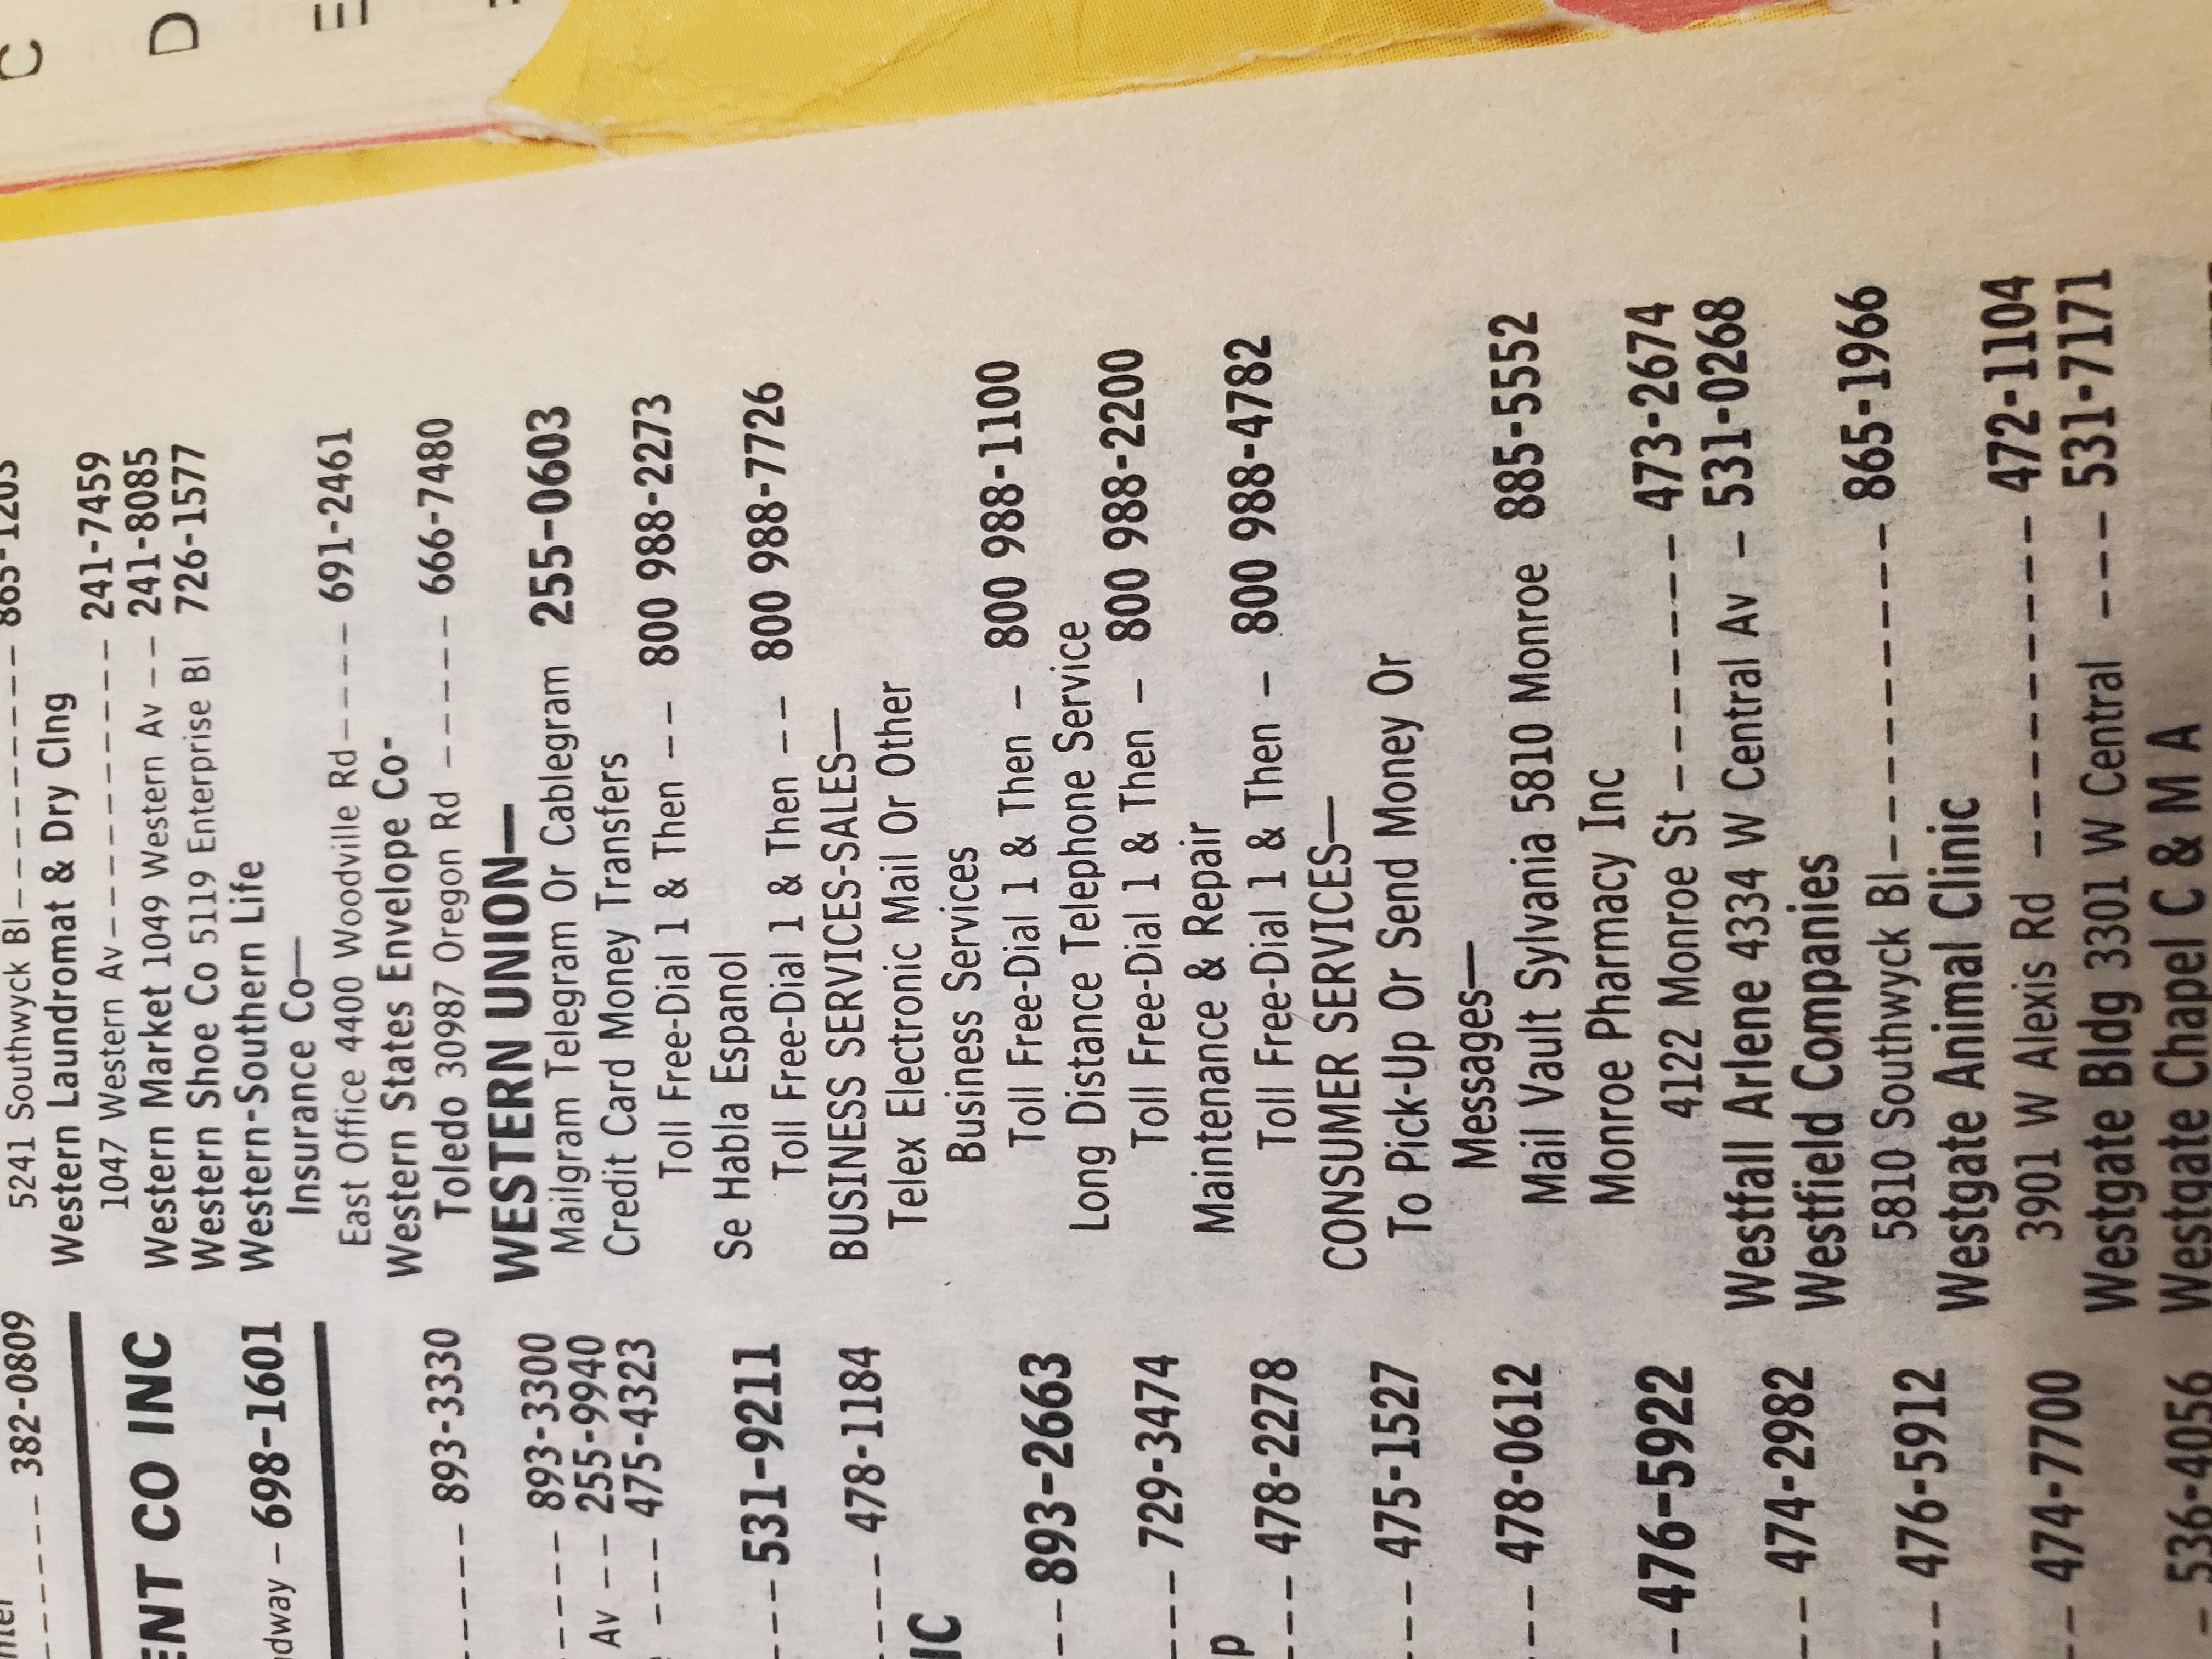 C
D
E
382-0809
ENT CO INC
dway – 698-1601
----- 893-3330
----- 893-3300
Av --- 255-9940
---- 475-4323
---531-9211
---- 478-1184
IC
--893-2663
---- 729-3474
p
---- 478-2278
--- 475-1527
--- 478-0612
–476-5922
--- 474-2982
--- 476-5912
-- 474-7700
– 536-4056
5241 Southwyck Bl--------- 865-1203
Western Laundromat & Dry Clng
1047 Western Av---------- 241-7459
Western Market 1049 Western Av -- 241-8085
Western Shoe Co 5119 Enterprise Bl 726-1577
Western-Southern Life
Insurance Co—
East Office 4400 Woodville Rd---- 691-2461
Western States Envelope Co-
Toledo 30987 Oregon Rd ------ 666-7480
WESTERN UNION—
Mailgram Telegram Or Cablegram 255-0603
Credit Card Money Transfers
Toll Free-Dial 1 & Then --- 800 988-2273
Se Habla Espanol
Toll Free-Dial 1 & Then --- 800 988-7726
BUSINESS SERVICES-SALES—
Telex Electronic Mail Or Other
Business Services
Toll Free-Dial 1 & Then – 800 988-1100
Long Distance Telephone Service
Toll Free-Dial 1 & Then – 800 988-2200
Maintenance & Repair
Toll Free-Dial 1 & Then – 800 988-4782
CONSUMER SERVICES—
To Pick-Up Or Send Money Or
Messages—
Mail Vault Sylvania 5810 Monroe 885-5552
Monroe Pharmacy Inc
4122 Monroe St -------- 473-2674
Westfall Arlene 4334 W Central Av – 531-0268
Westfield Companies
5810 Southwyck Bl----------- 865-1966
Westgate Animal Clinic
3901 W Alexis Rd ---------- 472-1104
Westgate Bldg 3301 W Central ---- 531-7171
Westgate Chapel C & M A